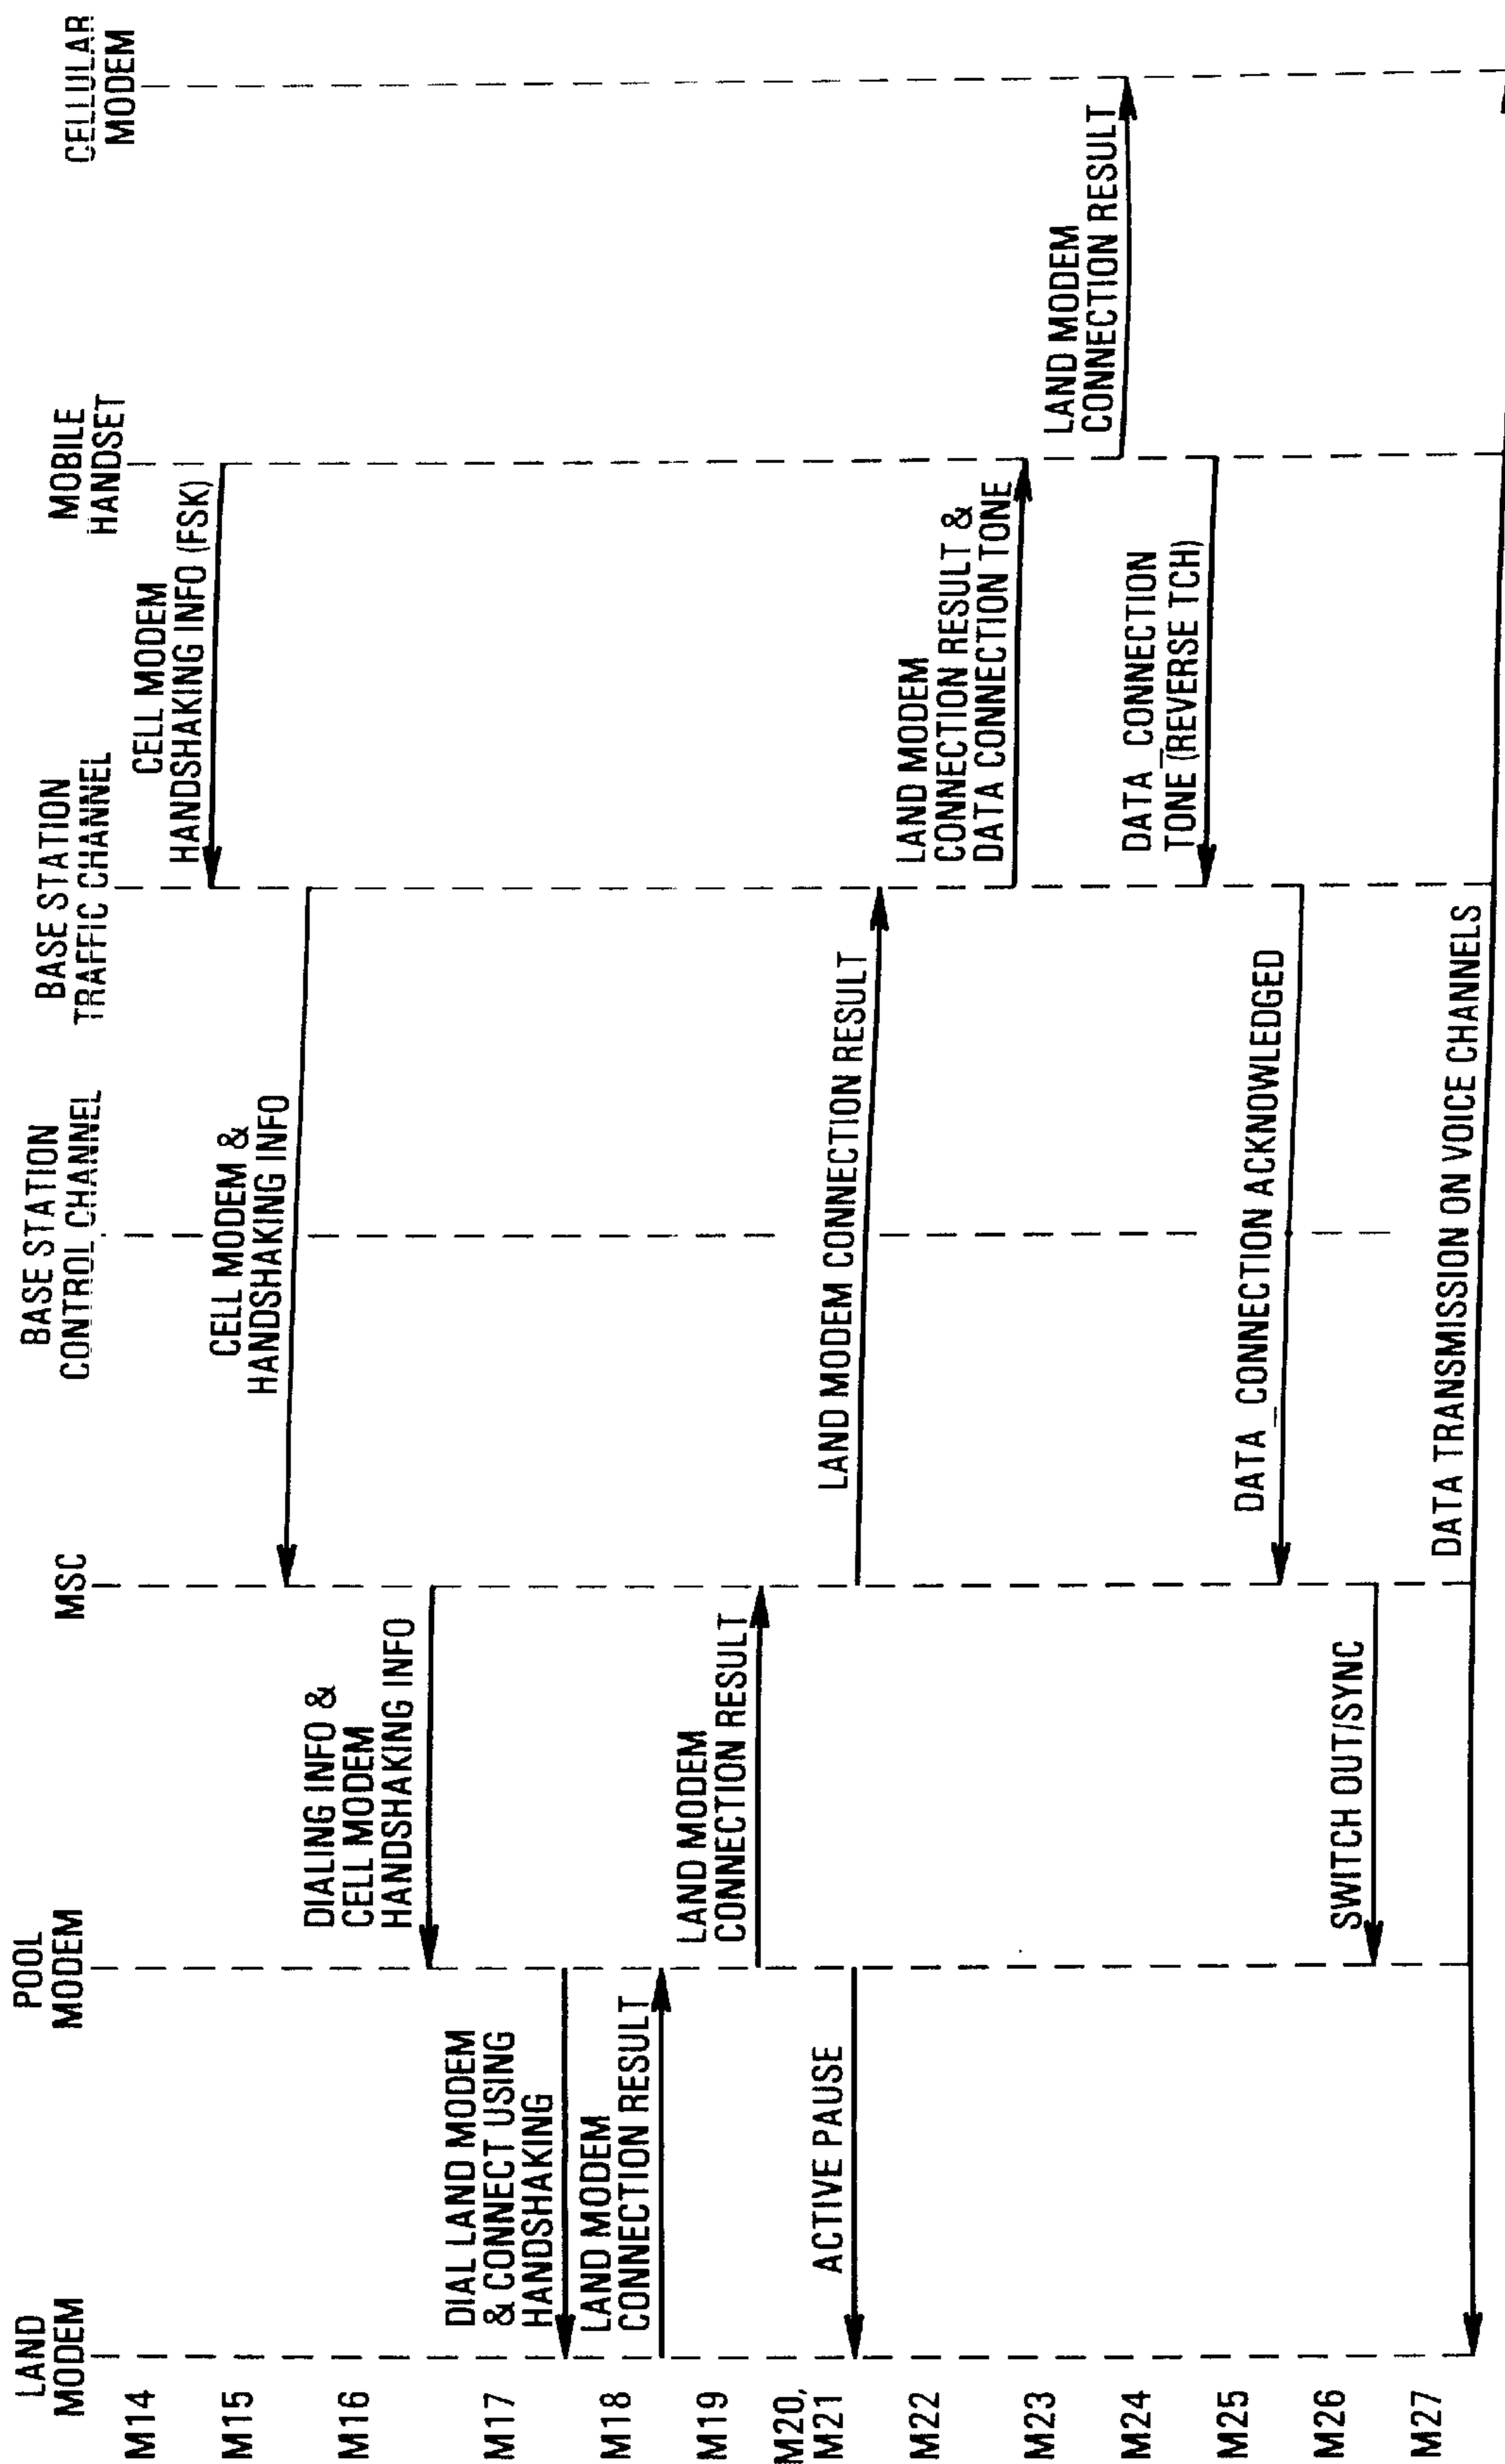 LAND
MODEM
POOL
MODEM
MSC
BASE STATION
CONTROL CHANNEL
BASE STATION
TRAFFIC CHANNEL
MOBILE
HANDSET
CELLULAR
MODEM
M14
CELL MODEM
HANDSHAKING INFO (FSK)
M15
CELL MODEM &
HANDSHAKING INFO
M16
DIALING INFO &
CELL MODEM
HANDSHAKING INFO
M17
DIAL LAND MODEM
& CONNECT USING
HANDSHAKING
M18
LAND MODEM
CONNECTION RESULT
M19
LAND MODEM
CONNECTION RESULT
M20,
M21
ACTIVE PAUSE
LAND MODEM CONNECTION RESULT
M22
LAND MODEM
CONNECTION RESULT &
DATA CONNECTION TONE
M23
LAND MODEM
CONNECTION RESULT
M24
DATA_CONNECTION
TONE (REVERSE TCH)
M25
DATA_CONNECTION ACKNOWLEDGED
M26
SWITCH OUT/SYNC
M27
DATA TRANSMISSION ON VOICE CHANNELS